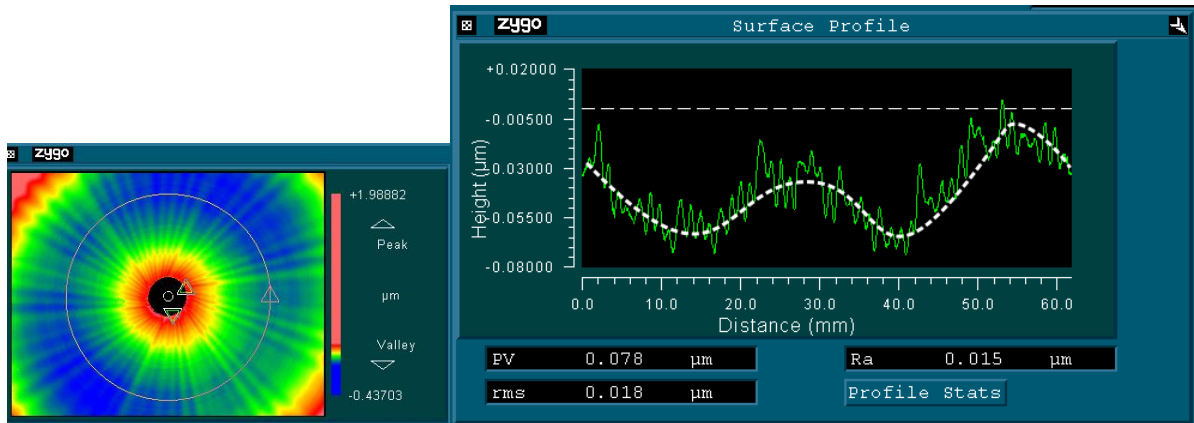 zygo
+1.98882
Peak
µm
Valley
-0.43703
zygo
Surface Profile
+0.02000
-0.00500
-0.03000
-0.05500
-0.08000
Height (µm)
0.0
10.0
20.0
30.0
40.0
50.0
60.0
Distance (mm)
PV 0.078 µm
Ra 0.015 µm
rms 0.018 µm
Profile Stats